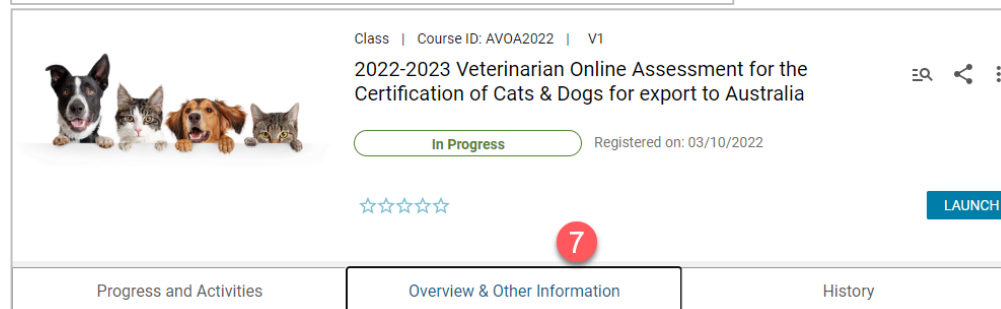 Class | Course ID: AVOA2022 | V1
2022-2023 Veterinarian Online Assessment for the
Certification of Cats & Dogs for export to Australia
In Progress Registered on: 03/10/2022
LAUNCH
7
Progress and Activities Overview & Other Information History